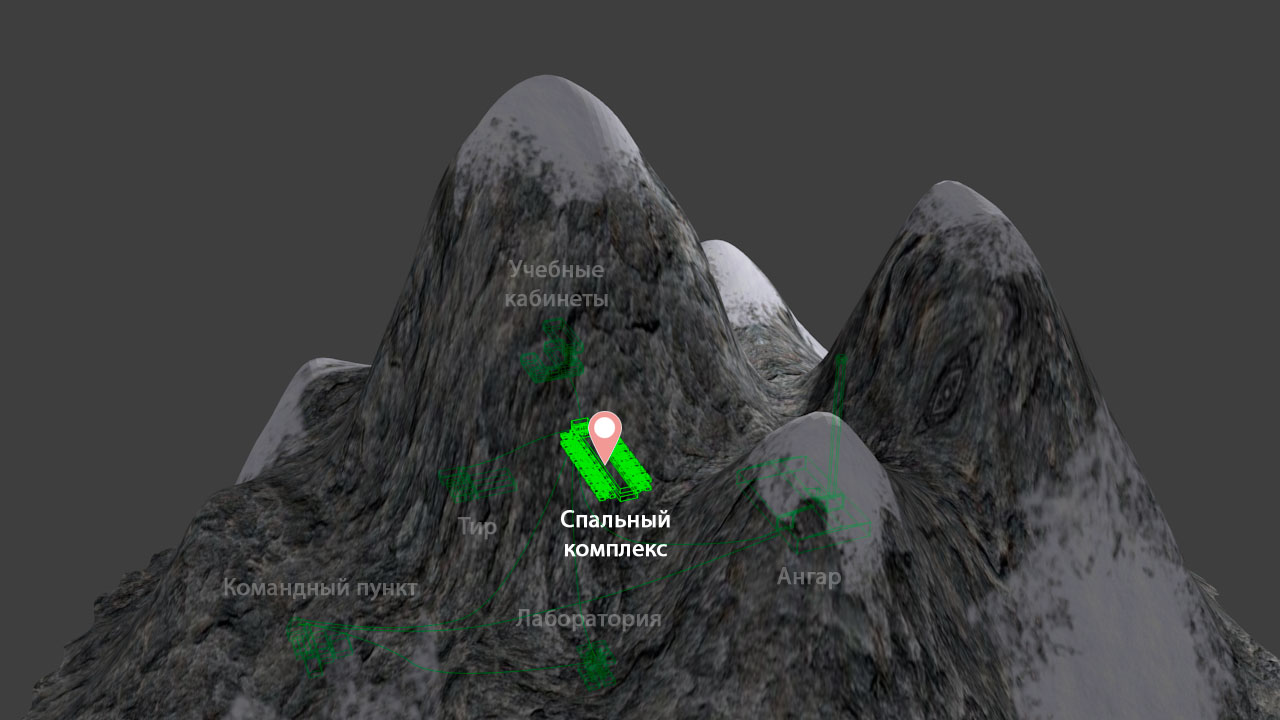 Учебные
кабинеты
Спальный
комплекс
Тир
Ангар
Командный пункт
Лаборатория